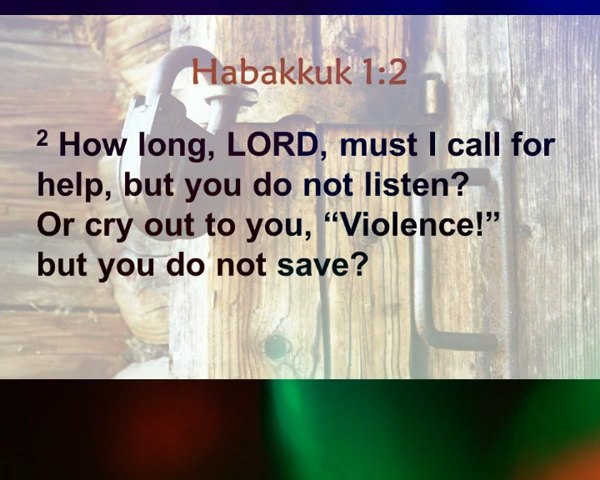 Habakkuk 1:2
2 How long, LORD, must I call for
help, but you do not listen?
Or cry out to you, “Violence!”
but you do not save?